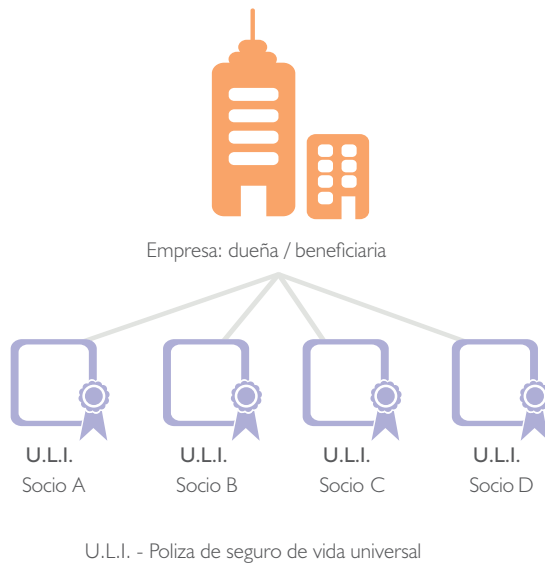 Empresa: dueña / beneficiaria
U.L.I. U.L.I. U.L.I. U.L.I.
Socio A Socio B Socio C Socio D
U.L.I. - Poliza de seguro de vida universal